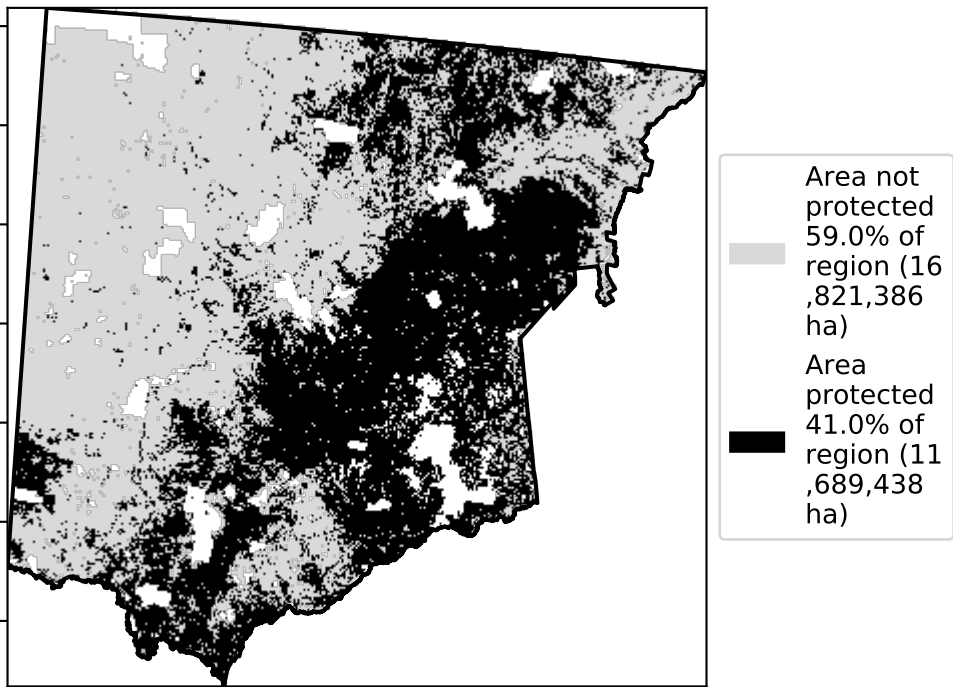 Area not
protected
59.0% of
region (16
,821,386
ha)
Area
protected
41.0% of
region (11
,689,438
ha)